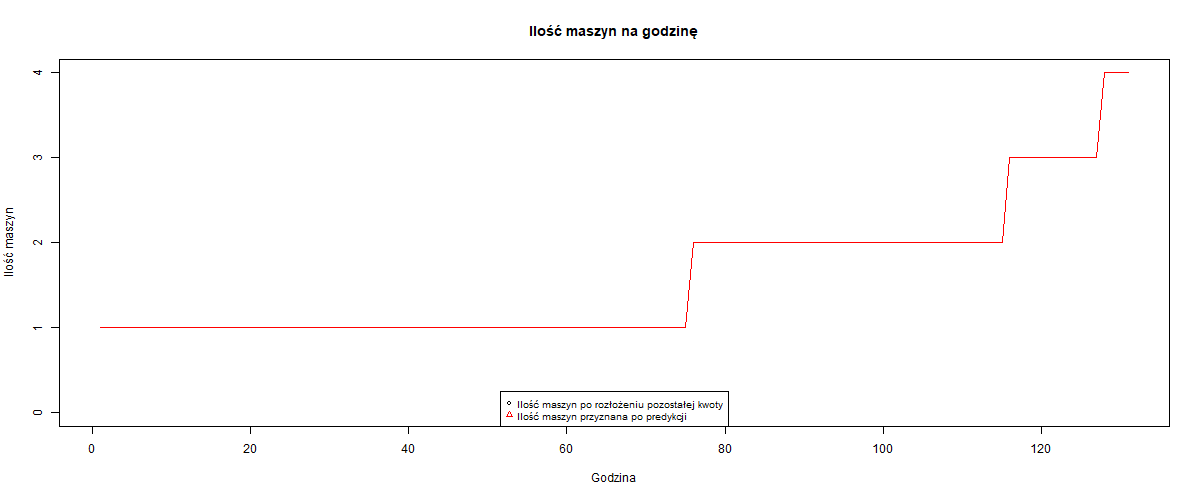 Ilość maszyn na godzinę
Ilość maszyn
4
3
2
1
0
Ilość maszyn po rozłożeniu pozostałej kwoty
Ilość maszyn przyznana po predykcji
0 20 40 60 80 100 120
Godzina